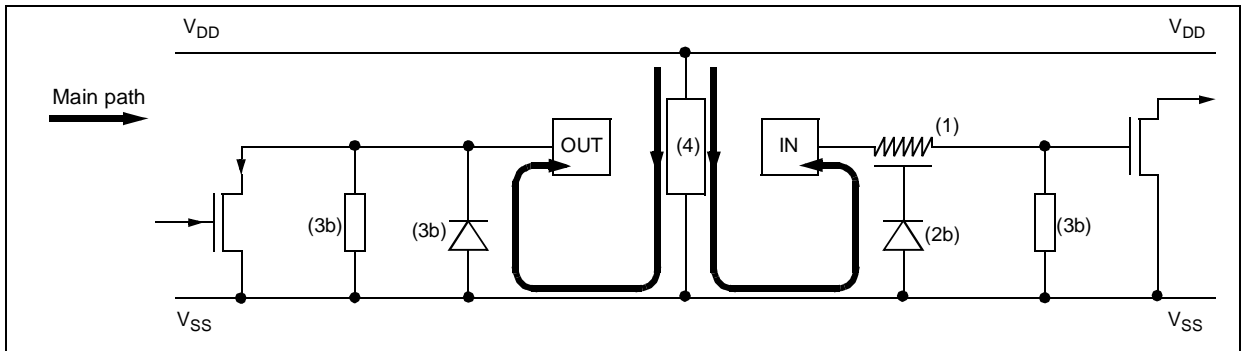 V_DD V_DD
Main path
OUT (4) IN (1)
(3b) (3b) (2b) (3b)
V_SS V_SS